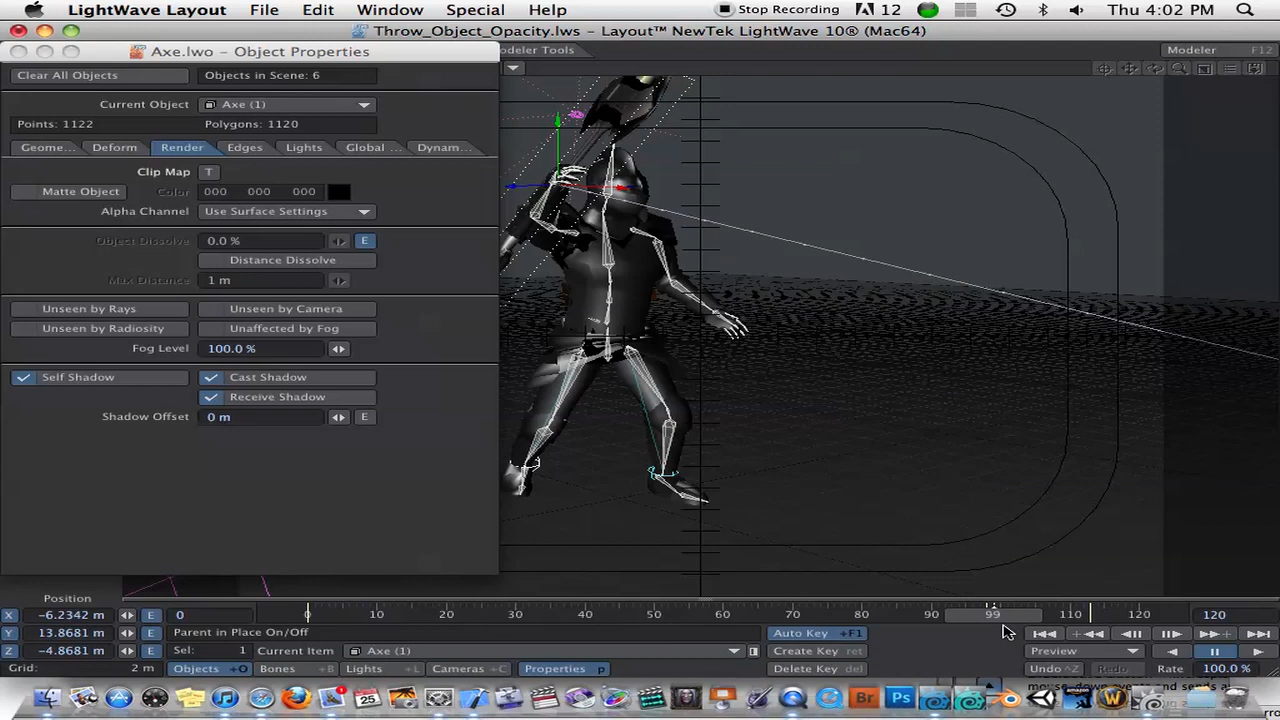 LightWave Layout File Edit Window Special Help Stop Recording 12 Thu 4:02 PM
Throw_Object_Opacity.lws – Layout™ NewTek LightWave 10® (Mac64)
Axe.lwo – Object Properties
odeler Tools Modeler F12
Clear All Objects Objects in Scene: 6
Current Object Axe (1)
Points: 1122 Polygons: 1120
Geome... Deform Render Edges Lights Global ... Dynam...
Clip Map T
Matte Object Color 000 000 000
Alpha Channel Use Surface Settings
Object Dissolve 0.0 % E
Distance Dissolve
Max Distance 1 m
Unseen by Rays Unseen by Camera
Unseen by Radiosity Unaffected by Fog
Fog Level 100.0 %
Self Shadow Cast Shadow
Receive Shadow
Shadow Offset 0 m E
Position
X -6.2342 m E 0 0 10 20 30 40 50 60 70 80 90 99 110 120 120
Y 13.8681 m E Parent in Place On/Off Auto Key +F1
Z -4.8681 m E Sel: 1 Current Item Axe (1) Create Key ret Preview
Grid: 2 m Objects +O Bones +B Lights +L Cameras +C Properties p Delete Key del Undo ^Z Redo Rate 100.0 %
Br Ps W